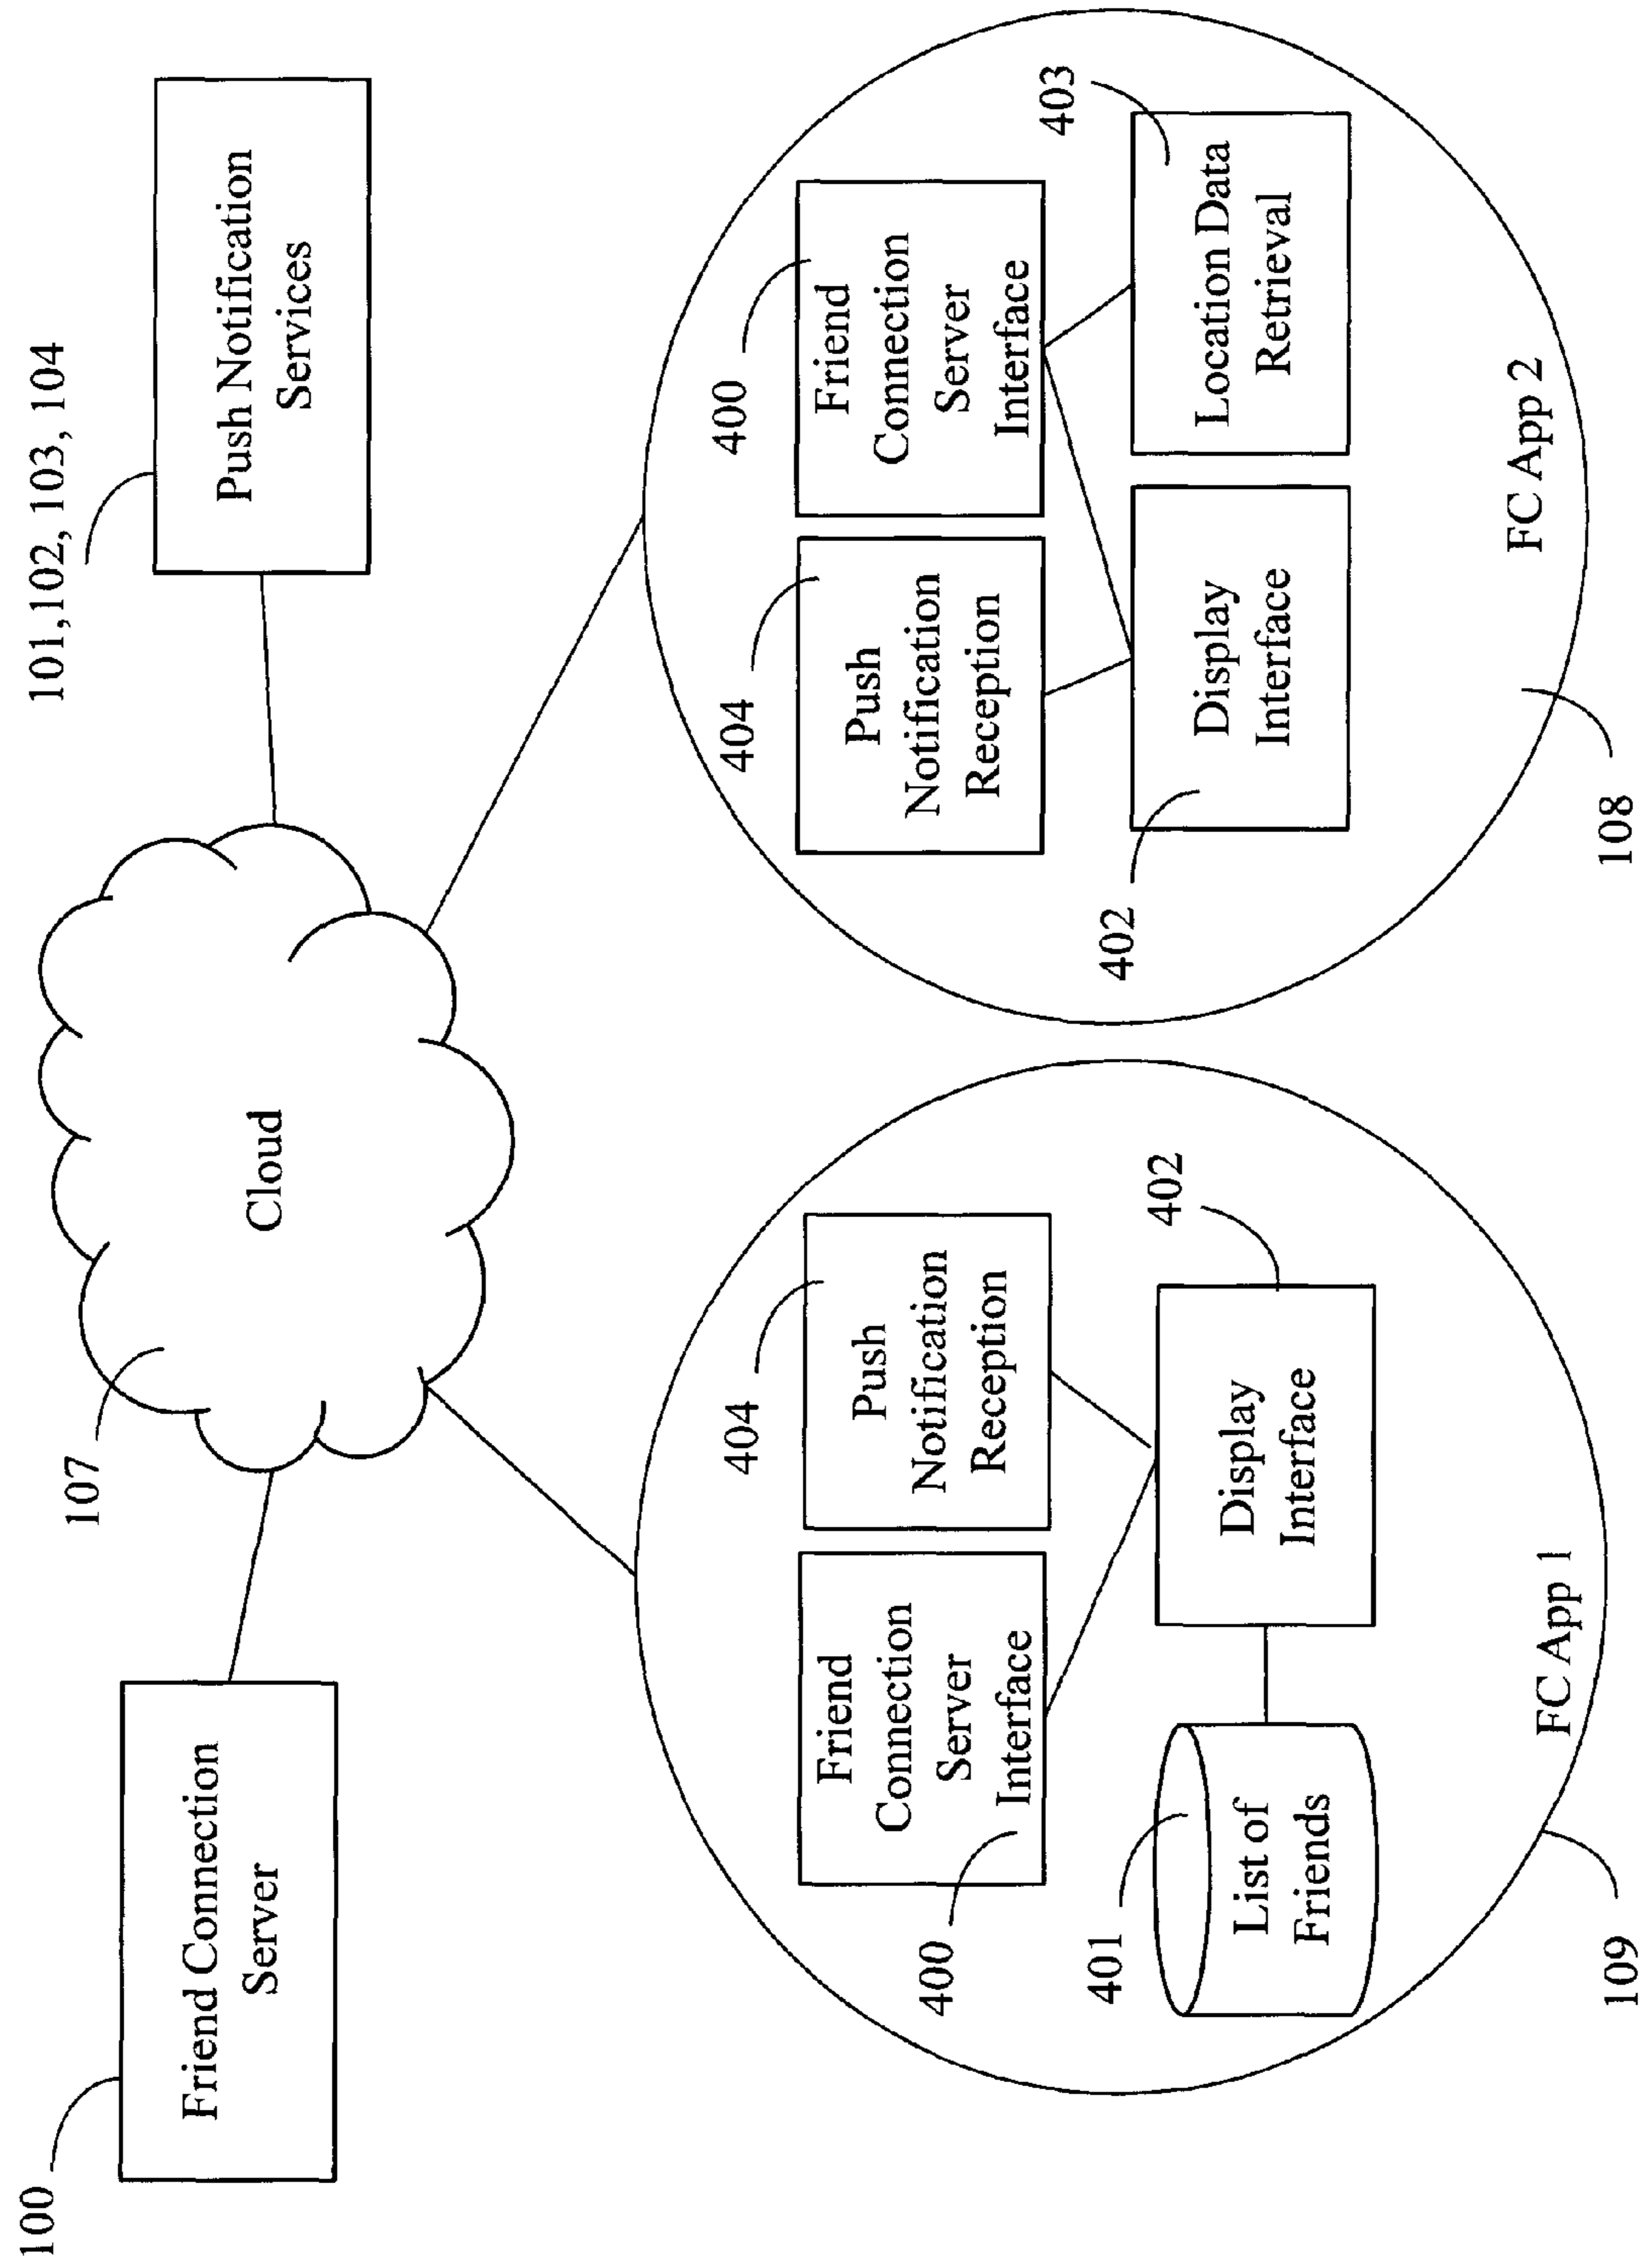 100
Friend Connection
Server
107
Cloud
101,102, 103, 104
Push Notification
Services
Friend
Connection
Server
Interface
400
404
Push
Notification
Reception
401
List of
Friends
402
Display
Interface
FC App 1
109
404
Push
Notification
Reception
400
Friend
Connection
Server
Interface
402
Display
Interface
403
Location Data
Retrieval
FC App 2
108